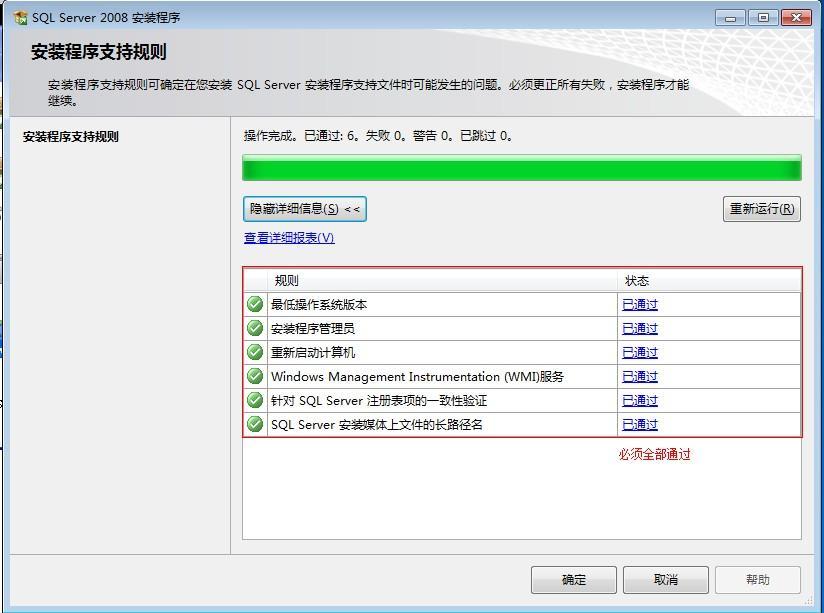 SQL Server 2008 安装程序
安装程序支持规则
安装程序支持规则可确定在您安装 SQL Server 安装程序支持文件时可能发生的问题。必须更正所有失败，安装程序才能
继续。
安装程序支持规则
操作完成。已通过: 6。失败 0。警告 0。已跳过 0。
隐藏详细信息(S) <<
重新运行(R)
查看详细报表(V)
规则 状态
最低操作系统版本 已通过
安装程序管理员 已通过
重新启动计算机 已通过
Windows Management Instrumentation (WMI)服务 已通过
针对 SQL Server 注册表项的一致性验证 已通过
SQL Server 安装媒体上文件的长路径名 已通过
必须全部通过
确定 取消 帮助